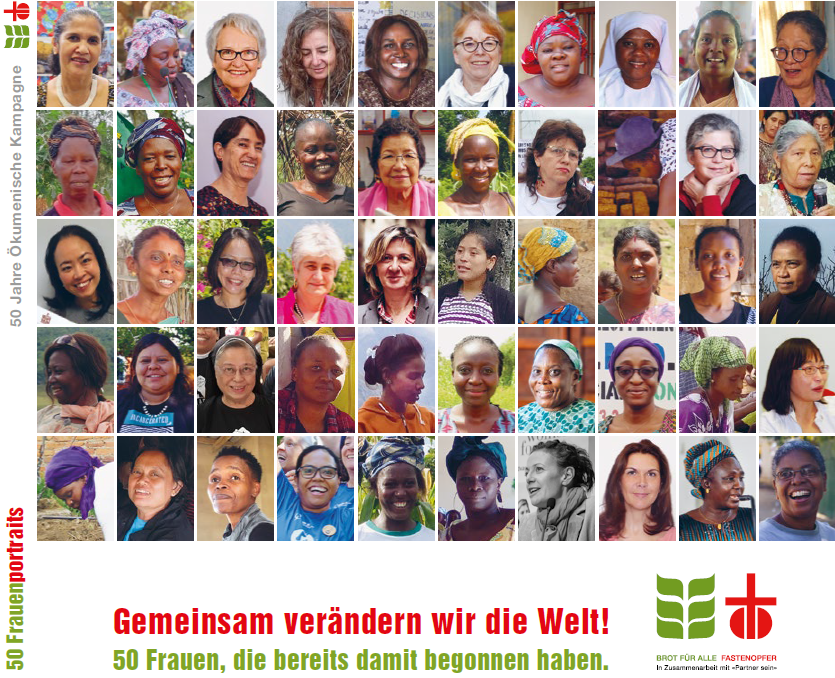 50 Jahre Ökumenische Kampagne
50 Frauenportraits
Gemeinsam verändern wir die Welt!
50 Frauen, die bereits damit begonnen haben.
BROT FÜR ALLE FASTENOPFER
In Zusammenarbeit mit «Partner sein»